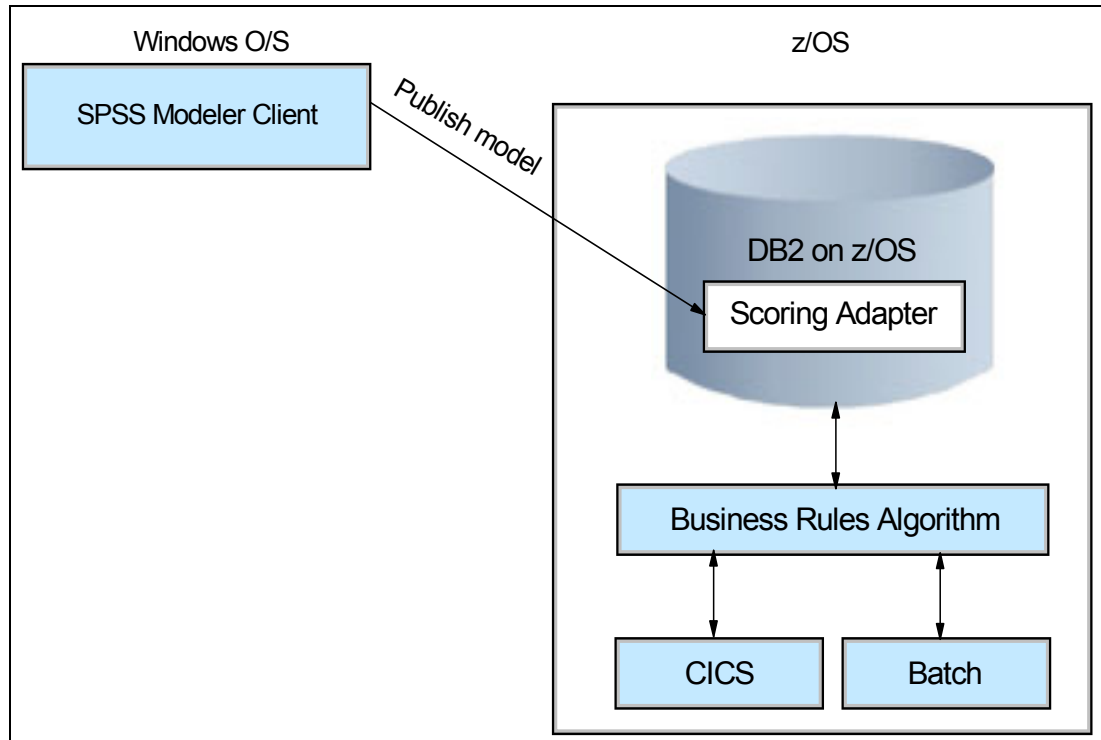 Windows O/S
z/OS
SPSS Modeler Client
Publish model
DB2 on z/OS
Scoring Adapter
Business Rules Algorithm
CICS
Batch